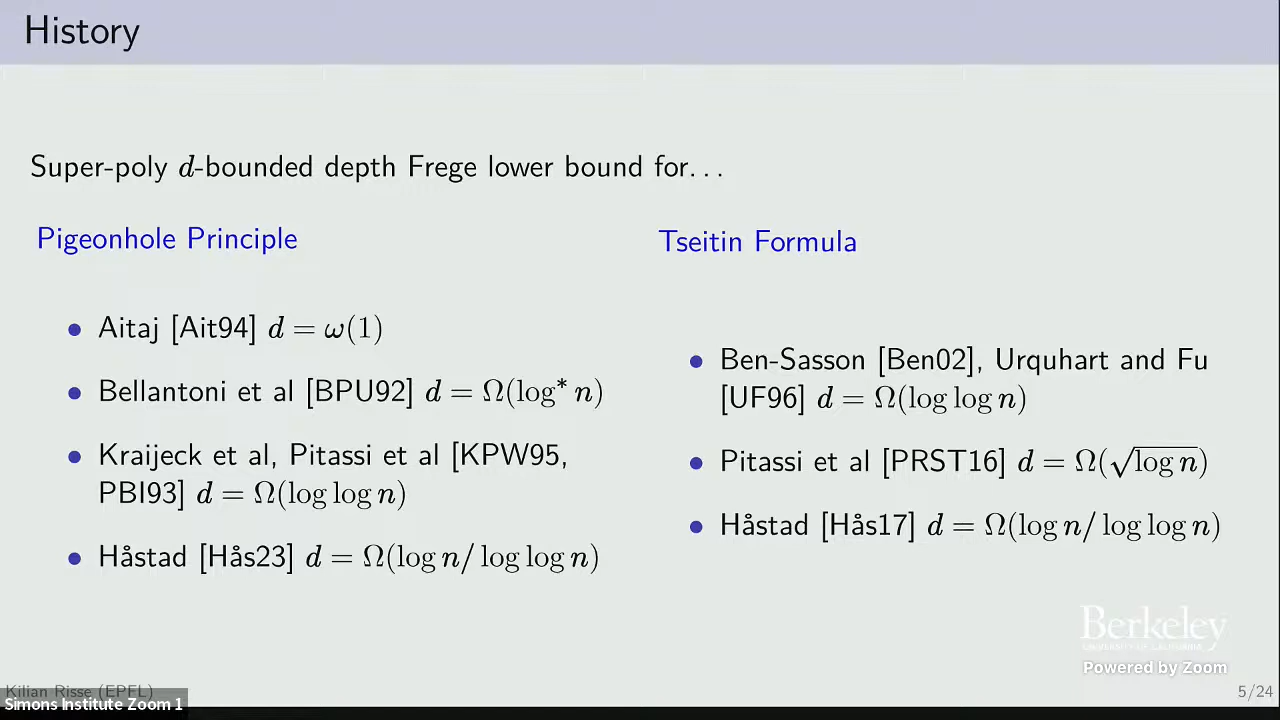 History
Super-poly d-bounded depth Frege lower bound for. . .
Pigeonhole Principle
• Aitaj [Ait94] d = ω(1)
• Bellantoni et al [BPU92] d = Ω(log* n)
• Kraijeck et al, Pitassi et al [KPW95,
PBI93] d = Ω(log log n)
• Håstad [Hås23] d = Ω(log n/ log log n)
Tseitin Formula
• Ben-Sasson [Ben02], Urquhart and Fu
[UF96] d = Ω(log log n)
• Pitassi et al [PRST16] d = Ω(√log n)
• Håstad [Hås17] d = Ω(log n/ log log n)
Berkeley
UNIVERSITY OF CALIFORNIA
Powered by Zoom
Kilian Risse (EPFL)
Simons Institute Zoom 1
5/24